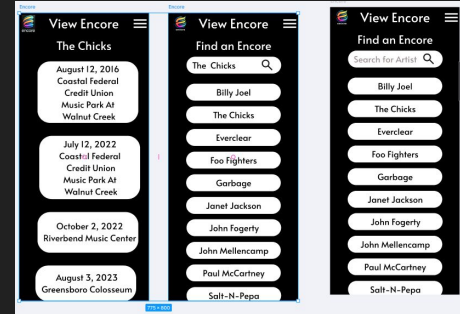 Encore
Encore
View Encore
The Chicks
August 12, 2016
Coastal Federal
Credit Union
Music Park At
Walnut Creek
July 12, 2022
Coastal Federal
Credit Union
Music Park At
Walnut Creek
October 2, 2022
Riverbend Music Center
August 3, 2023
Greensboro Colosseum
View Encore
Find an Encore
The Chicks
Billy Joel
The Chicks
Everclear
Foo Fighters
Garbage
Janet Jackson
John Fogerty
John Mellencamp
Paul McCartney
Salt-N-Pepa
775 × 800
View Encore
Find an Encore
Search for Artist
Billy Joel
The Chicks
Everclear
Foo Fighters
Garbage
Janet Jackson
John Fogerty
John Mellencamp
Paul McCartney
Salt-N-Pepa